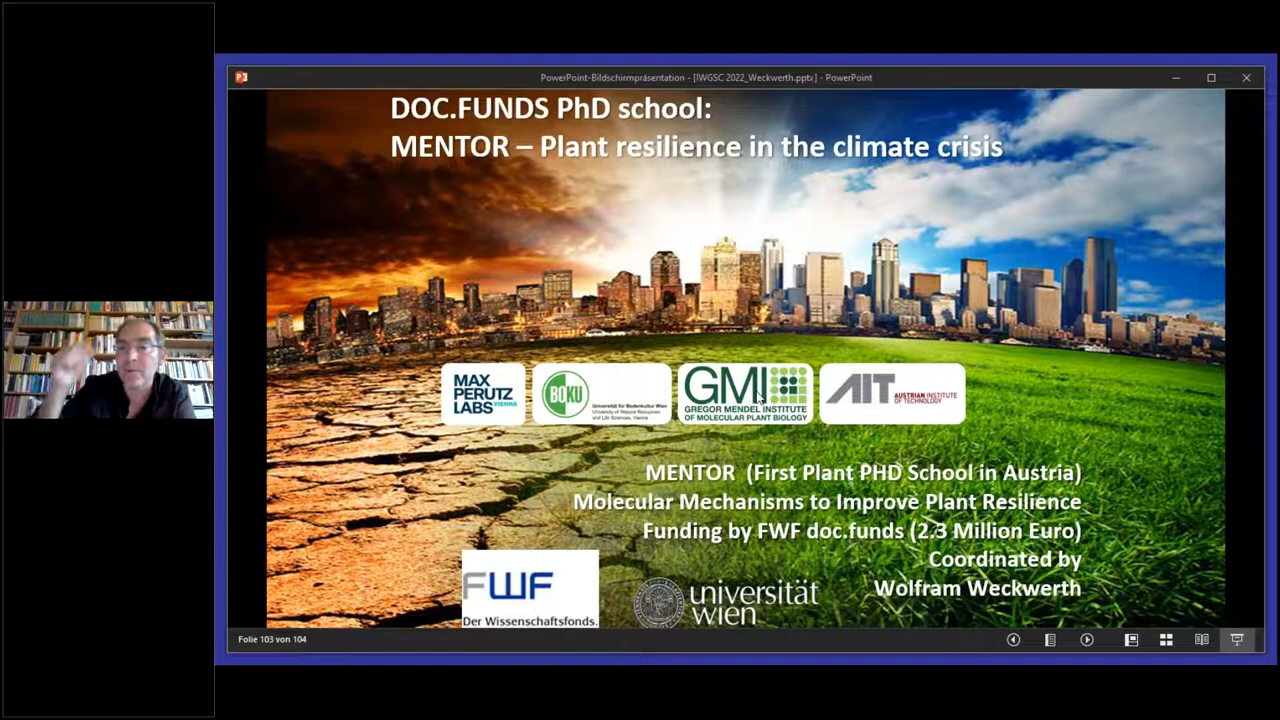 PowerPoint-Bildschirmpräsentation - [IWGSC 2022_Weckwerth.pptx] - PowerPoint
DOC.FUNDS PhD school:
MENTOR – Plant resilience in the climate crisis
MAX
PERUTZ
LABS VIENNA
BOKU
Universität für Bodenkultur Wien
University of Natural Resources
and Life Sciences, Vienna
GMI
GREGOR MENDEL INSTITUTE
OF MOLECULAR PLANT BIOLOGY
AIT
AUSTRIAN INSTITUTE
OF TECHNOLOGY
MENTOR (First Plant PHD School in Austria)
Molecular Mechanisms to Improve Plant Resilience
Funding by FWF doc.funds (2.3 Million Euro)
Coordinated by
Wolfram Weckwerth
FWF
Der Wissenschaftsfonds.
universität
wien
Folie 103 von 104